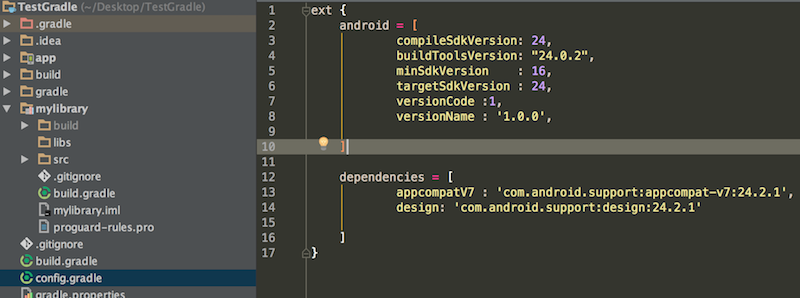 TestGradle (~/Desktop/TestGradle)
.gradle
.idea
app
build
gradle
mylibrary
build
libs
src
.gitignore
build.gradle
mylibrary.iml
proguard-rules.pro
.gitignore
build.gradle
config.gradle
gradle.properties
1 ext {
2 android = [
3 compileSdkVersion: 24,
4 buildToolsVersion: "24.0.2",
5 minSdkVersion : 16,
6 targetSdkVersion : 24,
7 versionCode :1,
8 versionName : '1.0.0',
9
10 ]
11
12 dependencies = [
13 appcompatV7 : 'com.android.support:appcompat-v7:24.2.1',
14 design: 'com.android.support:design:24.2.1'
15
16 ]
17 }